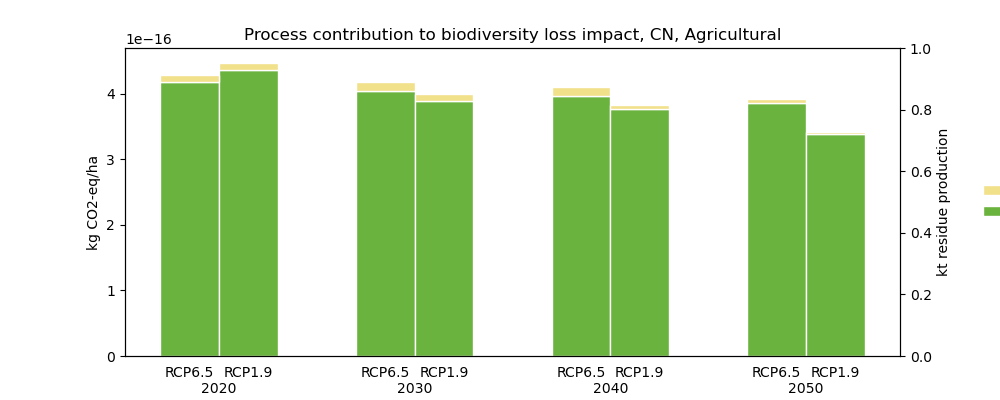 Process contribution to biodiversity loss impact, CN, Agricultural
1e−16
kg CO2-eq/ha
4
3
2
1
0
1.0
0.8
0.6
0.4
0.2
0.0
kt residue production
RCP6.5 RCP1.9 RCP6.5 RCP1.9 RCP6.5 RCP1.9 RCP6.5 RCP1.9
2020 2030 2040 2050